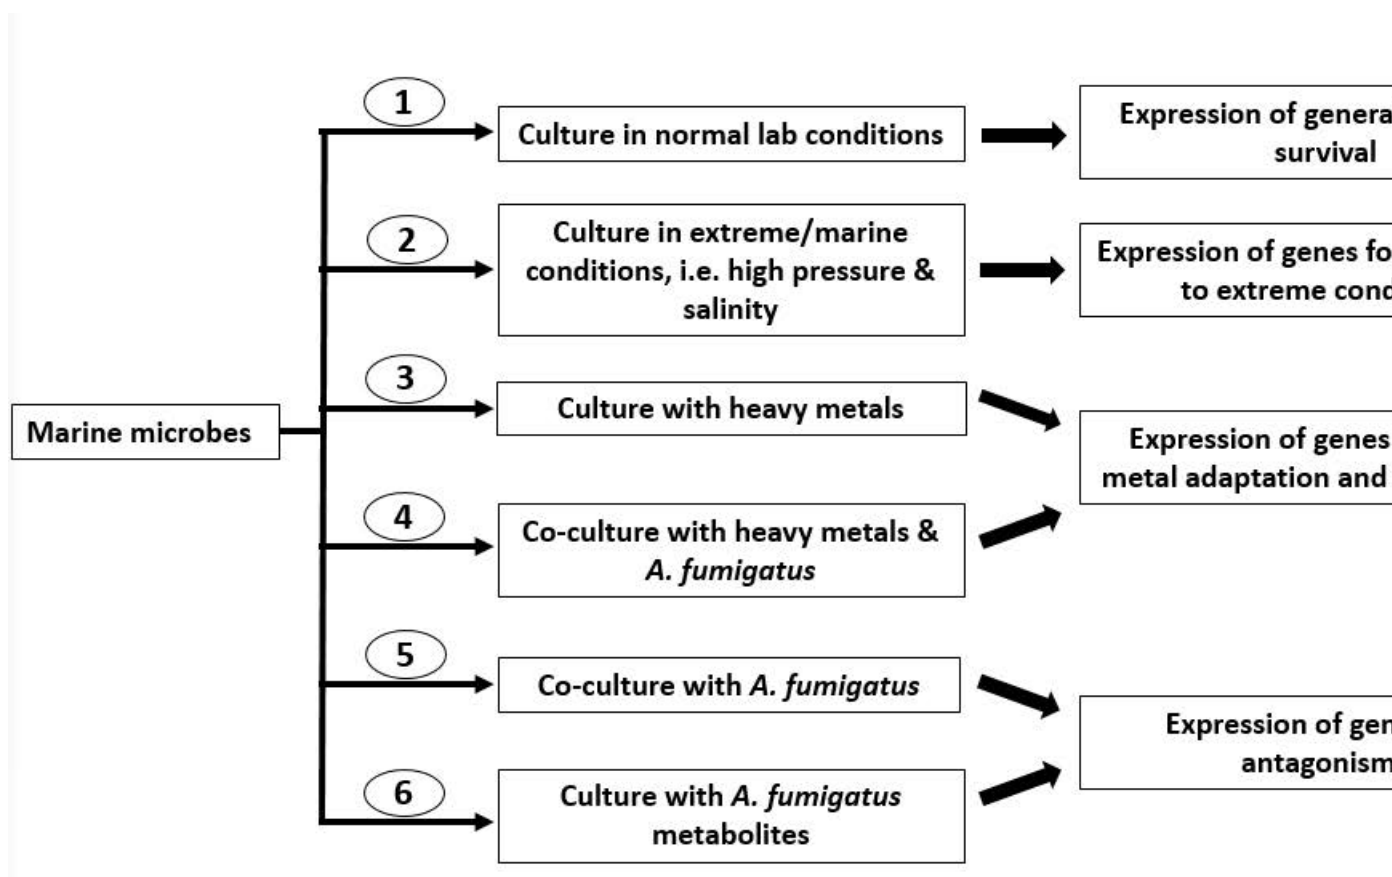 1
Culture in normal lab conditions
Expression of genera
survival
2
Culture in extreme/marine
conditions, i.e. high pressure &
salinity
Expression of genes fo
to extreme cond
3
Culture with heavy metals
Marine microbes
Expression of genes
metal adaptation and
4
Co-culture with heavy metals &
A. fumigatus
5
Co-culture with A. fumigatus
Expression of gen
antagonism
6
Culture with A. fumigatus
metabolites